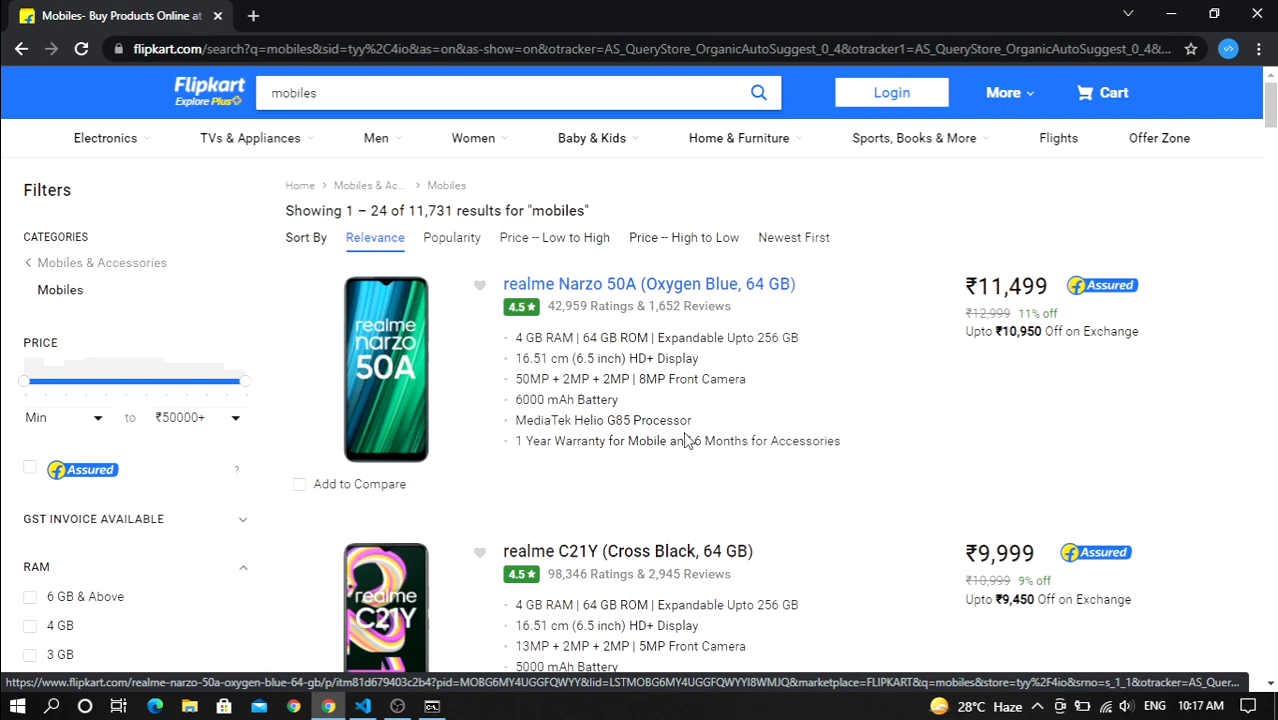 Mobiles- Buy Products Online at
flipkart.com/search?q=mobiles&sid=tyy%2C4io&as=on&as-show=on&otracker=AS_QueryStore_OrganicAutoSuggest_0_4&otracker1=AS_QueryStore_OrganicAutoSuggest_0_4&...
Flipkart
Explore Plus
mobiles
Login
More
Cart
Electronics
TVs & Appliances
Men
Women
Baby & Kids
Home & Furniture
Sports, Books & More
Flights
Offer Zone
Filters
CATEGORIES
Mobiles & Accessories
Mobiles
PRICE
Min
to
₹50000+
Assured
?
GST INVOICE AVAILABLE
RAM
6 GB & Above
4 GB
3 GB
Home
Mobiles & Ac...
Mobiles
Showing 1 – 24 of 11,731 results for "mobiles"
Sort By
Relevance
Popularity
Price -- Low to High
Price -- High to Low
Newest First
realme
narzo
50A
Add to Compare
realme Narzo 50A (Oxygen Blue, 64 GB)
4.5★ 42,959 Ratings & 1,652 Reviews
4 GB RAM | 64 GB ROM | Expandable Upto 256 GB
16.51 cm (6.5 inch) HD+ Display
50MP + 2MP + 2MP | 8MP Front Camera
6000 mAh Battery
MediaTek Helio G85 Processor
1 Year Warranty for Mobile and 6 Months for Accessories
₹11,499
Assured
₹12,999 11% off
Upto ₹10,950 Off on Exchange
realme
C21Y
realme C21Y (Cross Black, 64 GB)
4.5★ 98,346 Ratings & 2,945 Reviews
4 GB RAM | 64 GB ROM | Expandable Upto 256 GB
16.51 cm (6.5 inch) HD+ Display
13MP + 2MP + 2MP | 5MP Front Camera
5000 mAh Battery
₹9,999
Assured
₹10,999 9% off
Upto ₹9,450 Off on Exchange
https://www.flipkart.com/realme-narzo-50a-oxygen-blue-64-gb/p/itm81d679403c2b4?pid=MOBG6MY4UGGFQWYY&lid=LSTMOBG6MY4UGGFQWYYI8WMJQ&marketplace=FLIPKART&q=mobiles&store=tyy%2F4io&srno=s_1_1&otracker=AS_Quer...
28°C Haze
ENG
10:17 AM